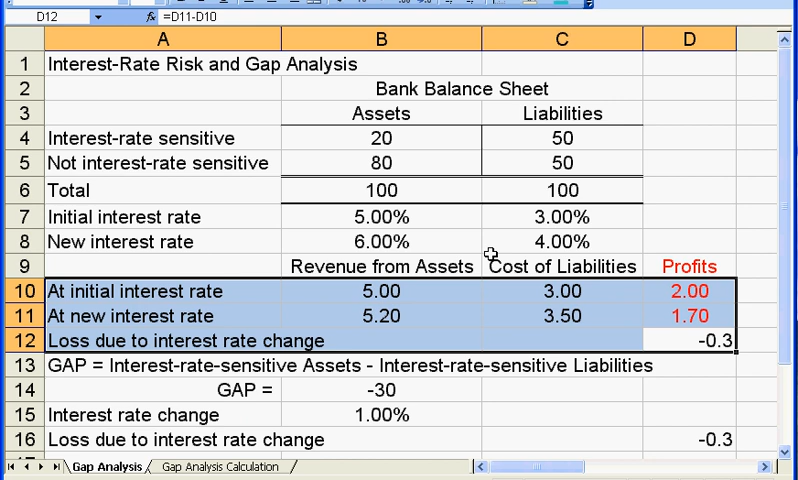 D12 fx =D11-D10
A B C D
1 Interest-Rate Risk and Gap Analysis
2 Bank Balance Sheet
3 Assets Liabilities
4 Interest-rate sensitive 20 50
5 Not interest-rate sensitive 80 50
6 Total 100 100
7 Initial interest rate 5.00% 3.00%
8 New interest rate 6.00% 4.00%
9 Revenue from Assets Cost of Liabilities Profits
10 At initial interest rate 5.00 3.00 2.00
11 At new interest rate 5.20 3.50 1.70
12 Loss due to interest rate change -0.3
13 GAP = Interest-rate-sensitive Assets - Interest-rate-sensitive Liabilities
14 GAP = -30
15 Interest rate change 1.00%
16 Loss due to interest rate change -0.3
Gap Analysis Gap Analysis Calculation